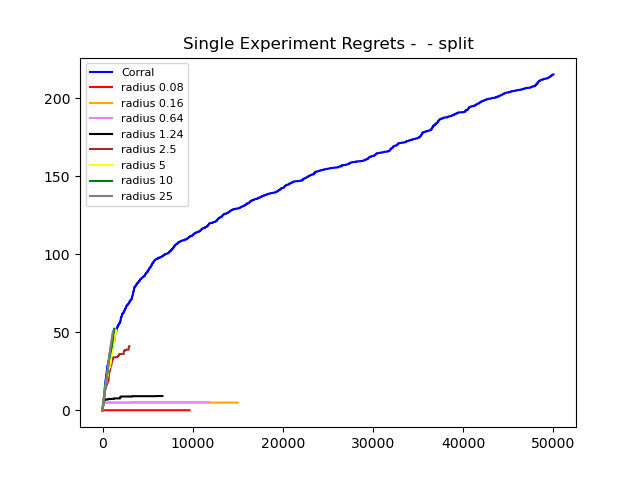 Single Experiment Regrets -  - split
Corral
radius 0.08
radius 0.16
radius 0.64
radius 1.24
radius 2.5
radius 5
radius 10
radius 25
200
150
100
50
0
0 10000 20000 30000 40000 50000